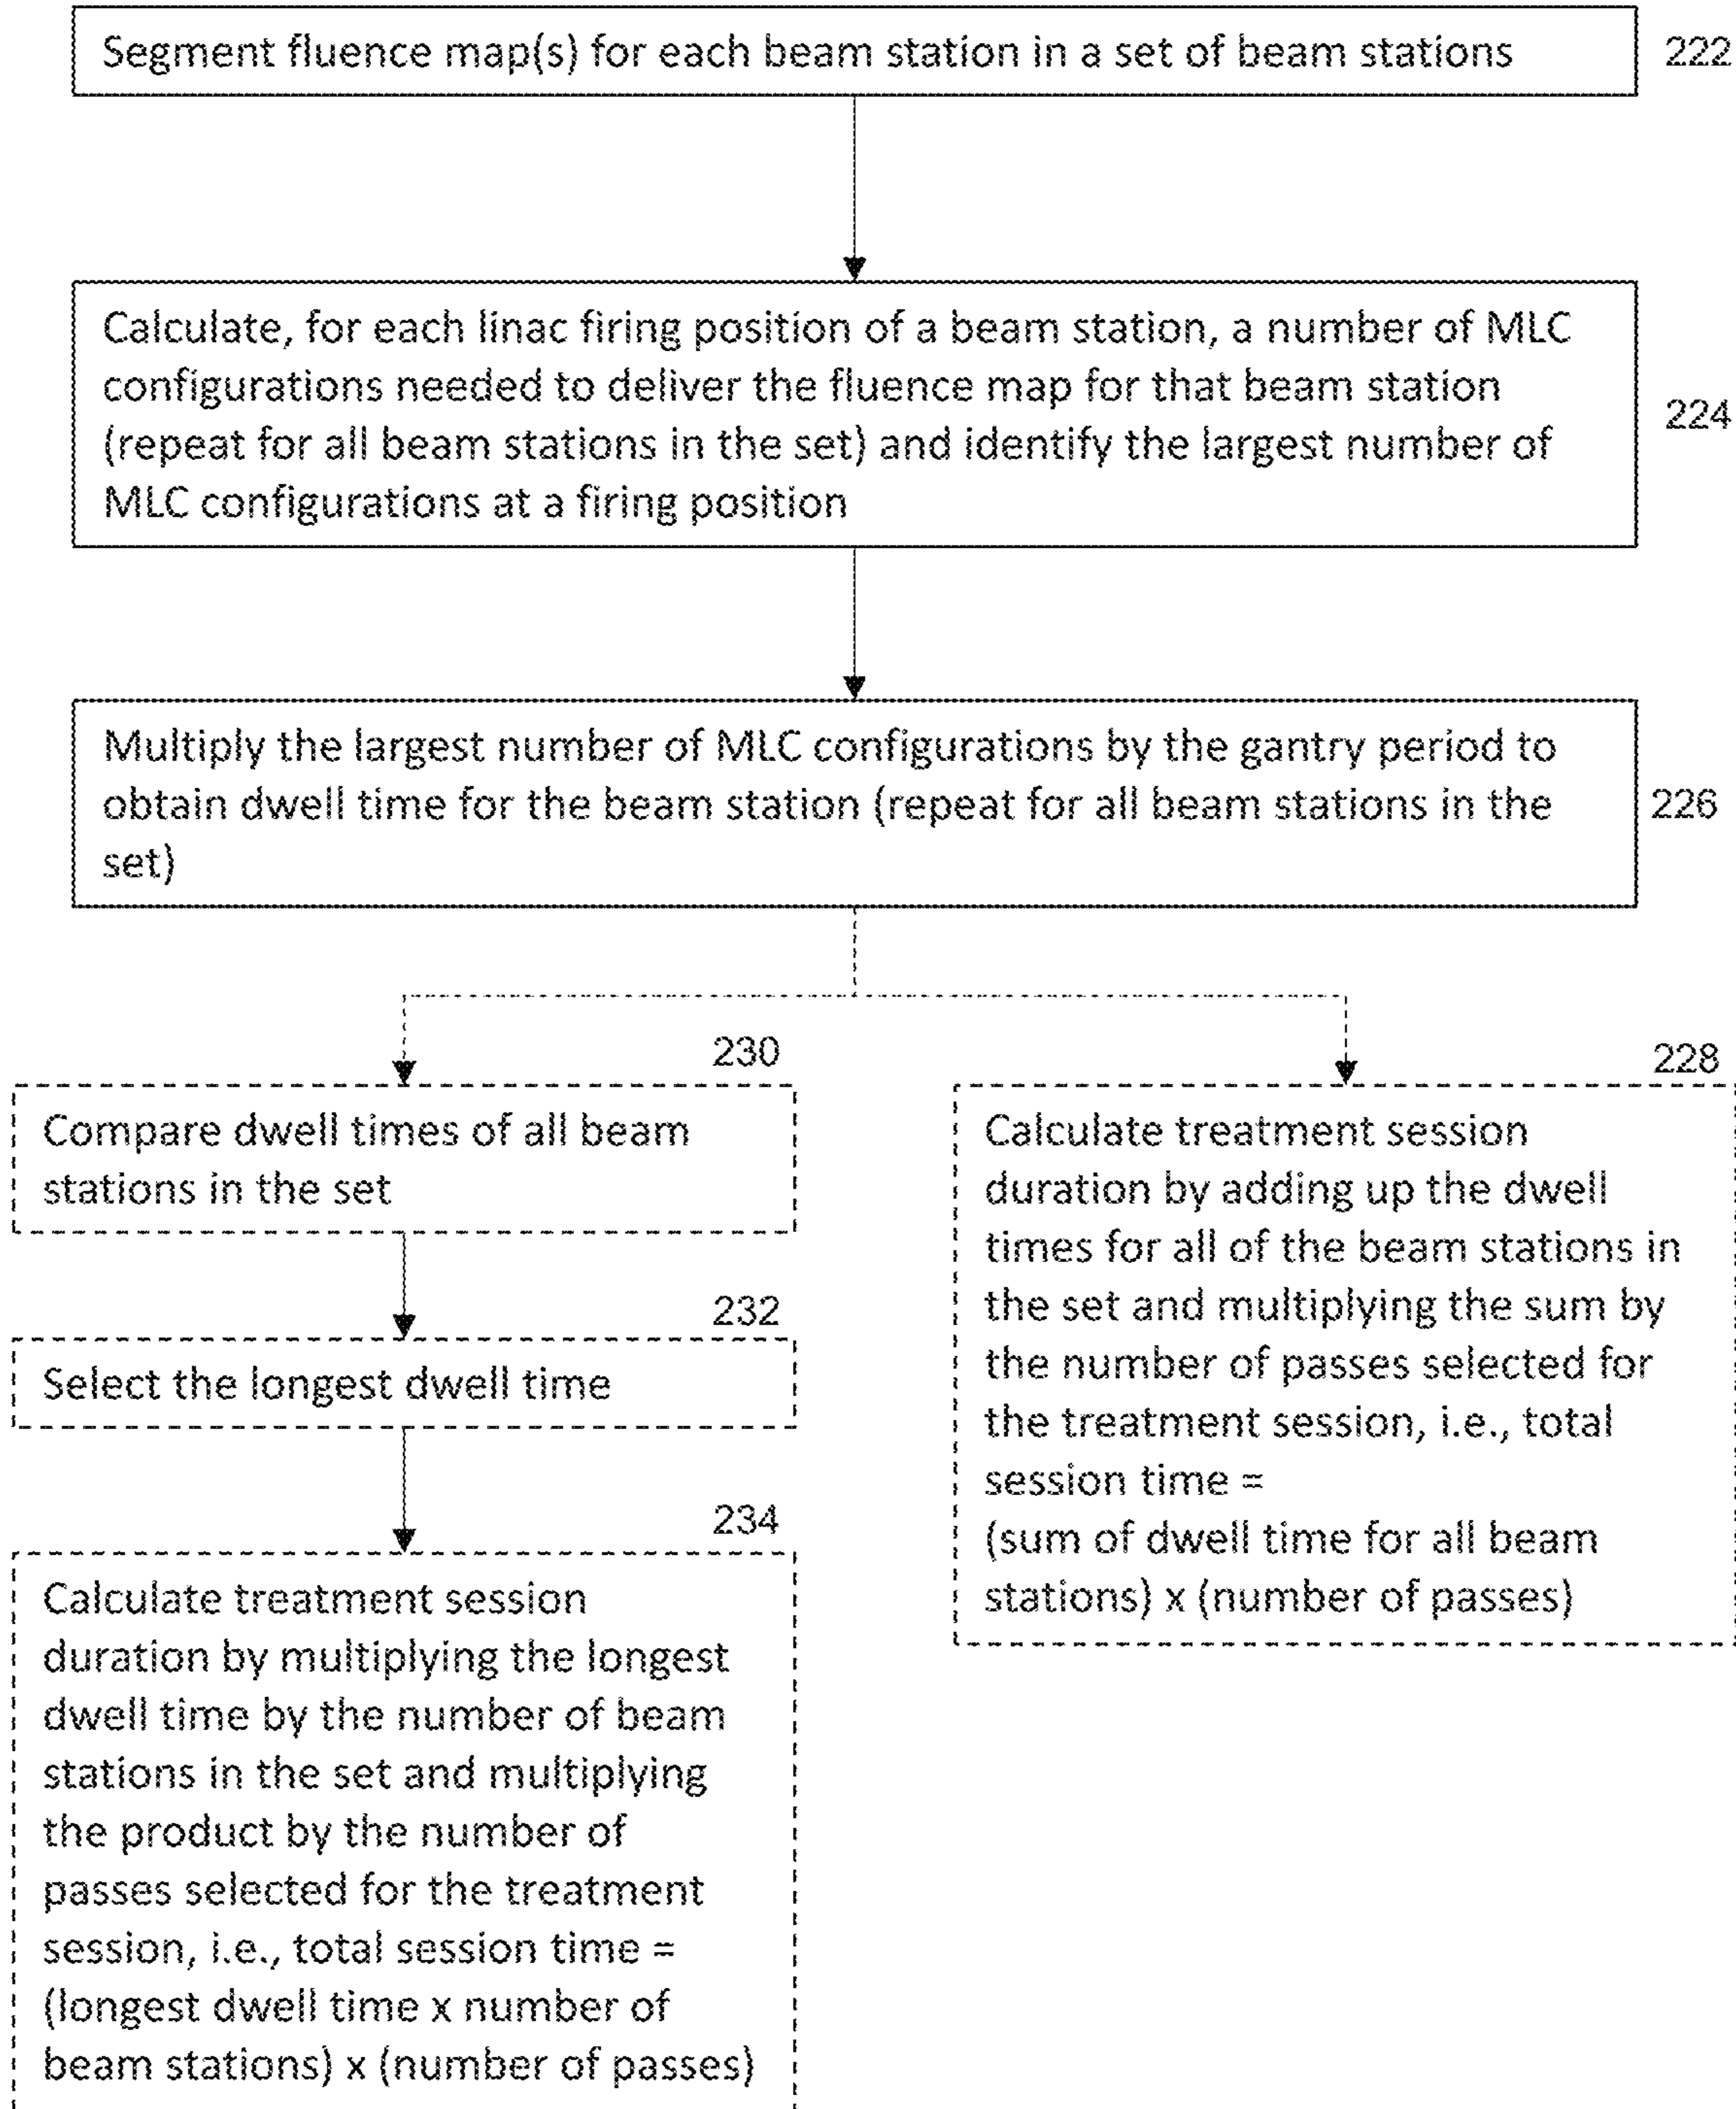 Segment fluence map(s) for each beam station in a set of beam stations
222
Calculate, for each linac firing position of a beam station, a number of MLC
configurations needed to deliver the fluence map for that beam station
(repeat for all beam stations in the set) and identify the largest number of
MLC configurations at a firing position
224
Multiply the largest number of MLC configurations by the gantry period to
obtain dwell time for the beam station (repeat for all beam stations in the
set)
226
230
Compare dwell times of all beam
stations in the set
232
Select the longest dwell time
234
Calculate treatment session
duration by multiplying the longest
dwell time by the number of beam
stations in the set and multiplying
the product by the number of
passes selected for the treatment
session, i.e., total session time =
(longest dwell time x number of
beam stations) x (number of passes)
228
Calculate treatment session
duration by adding up the dwell
times for all of the beam stations in
the set and multiplying the sum by
the number of passes selected for
the treatment session, i.e., total
session time =
(sum of dwell time for all beam
stations) x (number of passes)